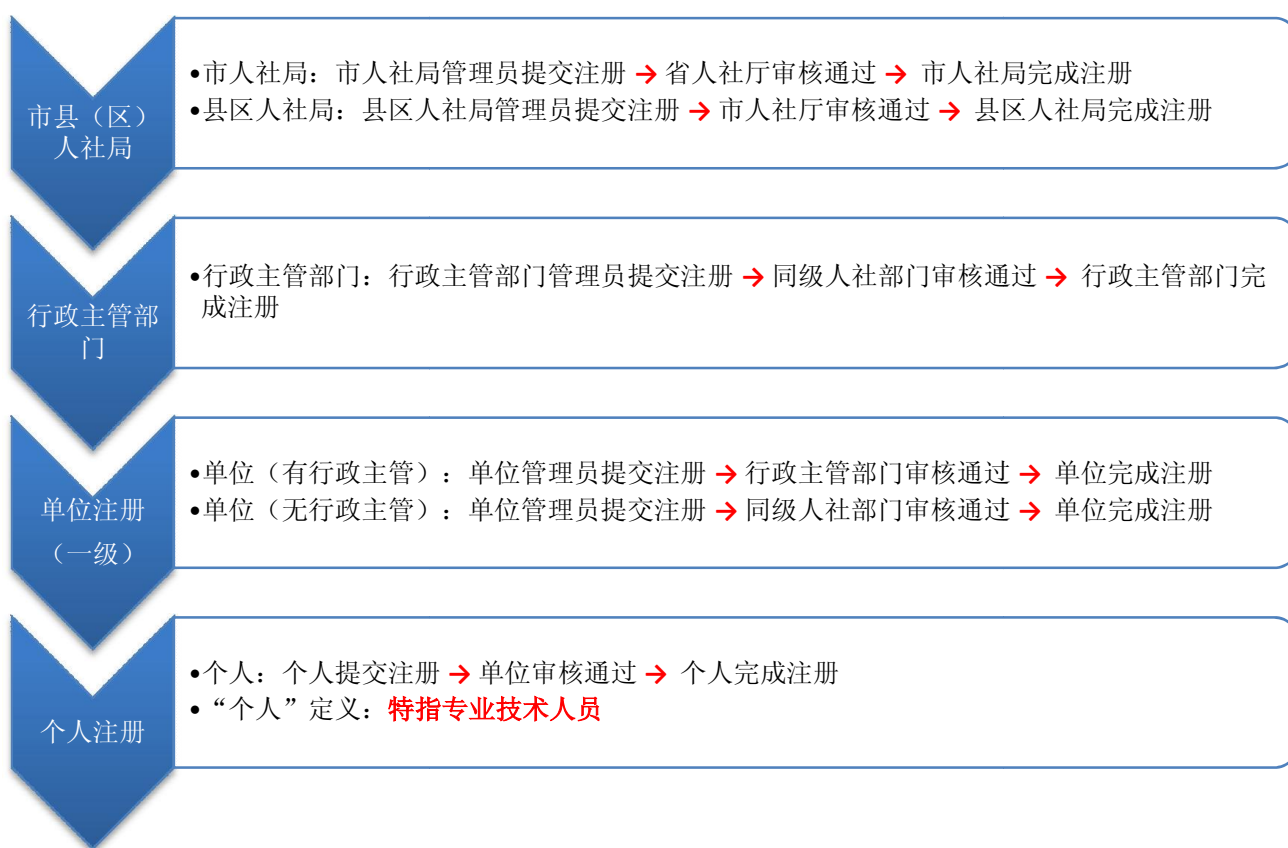 市县（区）
人社局
•市人社局：市人社局管理员提交注册 → 省人社厅审核通过 → 市人社局完成注册
•县区人社局：县区人社局管理员提交注册 → 市人社厅审核通过 → 县区人社局完成注册
行政主管部
门
•行政主管部门：行政主管部门管理员提交注册 → 同级人社部门审核通过 → 行政主管部门完
成注册
单位注册
（一级）
•单位（有行政主管）：单位管理员提交注册 → 行政主管部门审核通过 → 单位完成注册
•单位（无行政主管）：单位管理员提交注册 → 同级人社部门审核通过 → 单位完成注册
个人注册
•个人：个人提交注册 → 单位审核通过 → 个人完成注册
•“个人”定义：特指专业技术人员